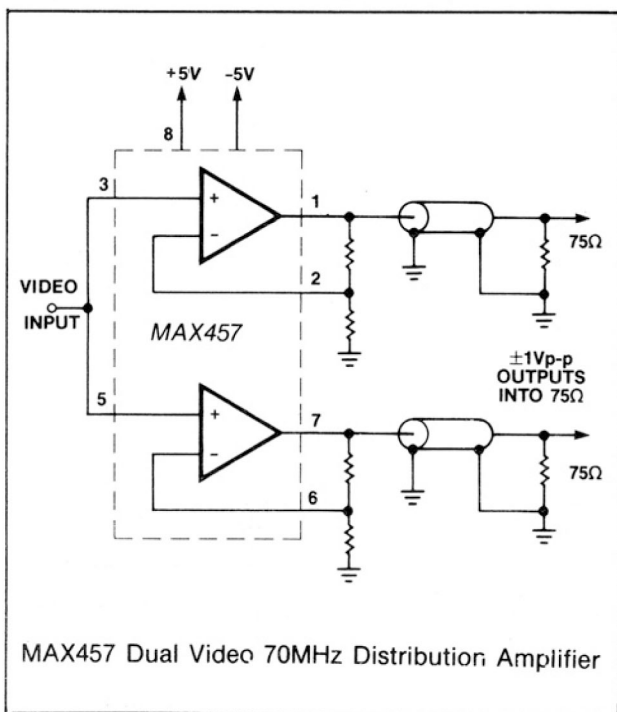 +5V
-5V
8
3
1
2
75Ω
VIDEO
INPUT
MAX457
±1Vp-p
OUTPUTS
INTO 75Ω
5
7
6
75Ω
MAX457 Dual Video 70MHz Distribution Amplifier